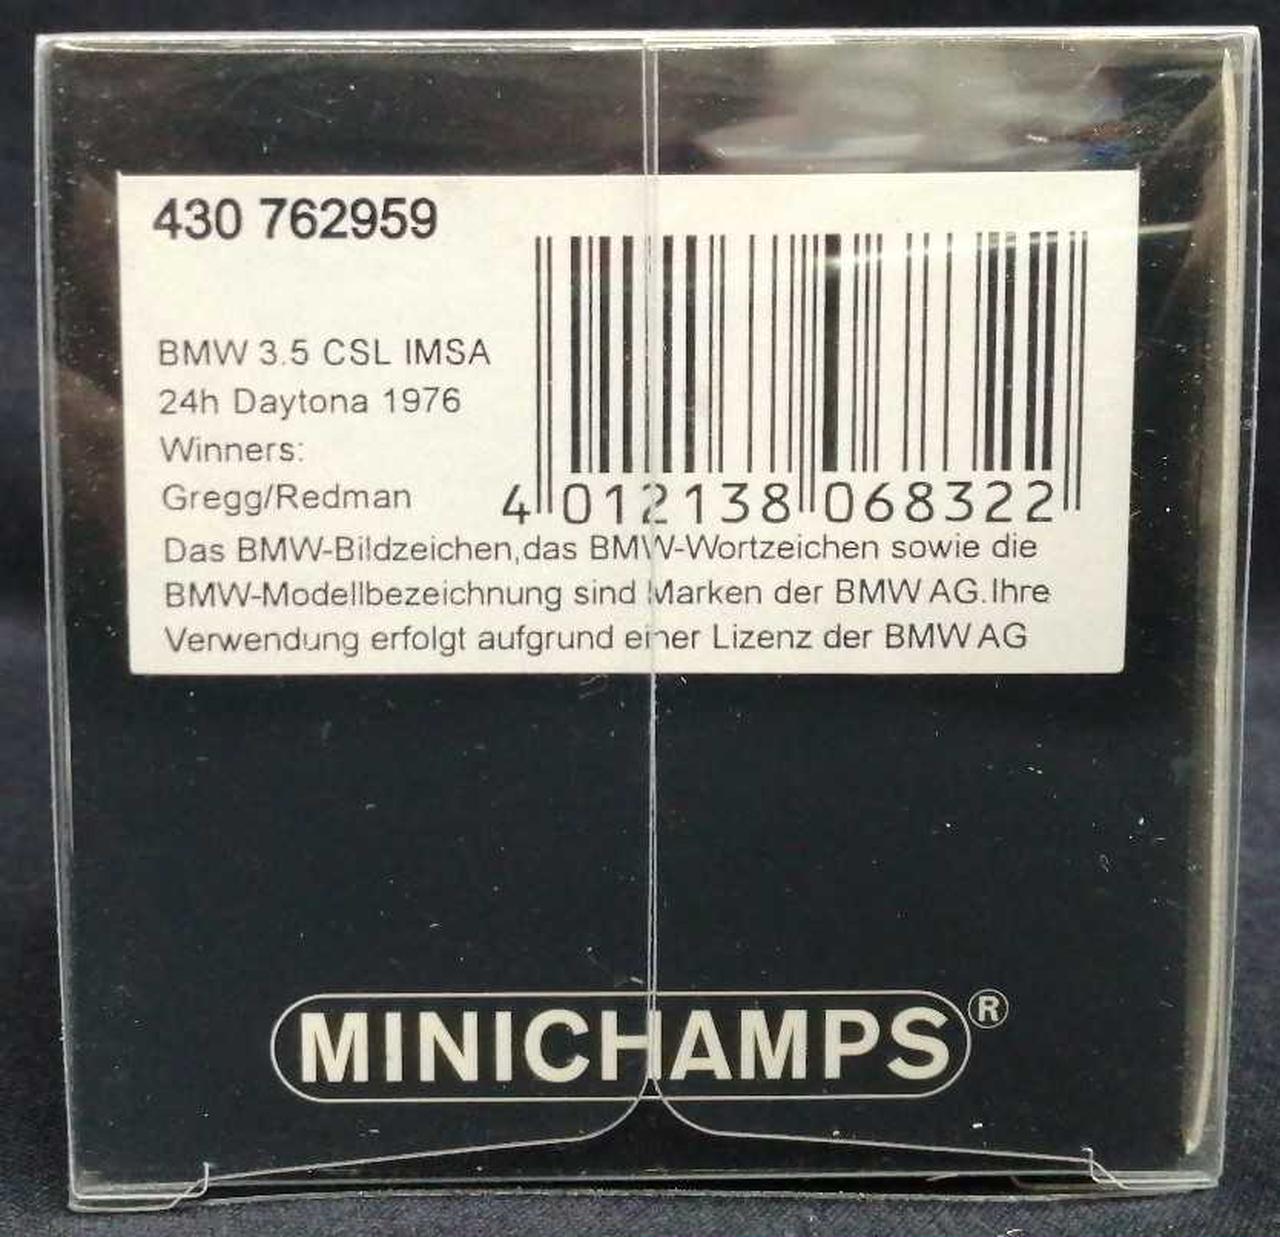 430 762959
BMW 3.5 CSL IMSA
24h Daytona 1976
Winners:
Gregg/Redman
4 012138 068322
Das BMW-Bildzeichen,das BMW-Wortzeichen sowie die
BMW-Modellbezeichnung sind Marken der BMW AG.Ihre
Verwendung erfolgt aufgrund einer Lizenz der BMW AG
MINICHAMPS®